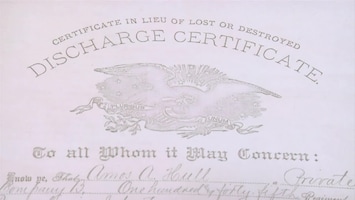 CERTIFICATE IN LIEU OF LOST OR DESTROYED
DISCHARGE CERTIFICATE.
To all Whom it May Concern:
Know ye, That Amos A. Hull Private
Company B. One hundred & forty fifth Regiment